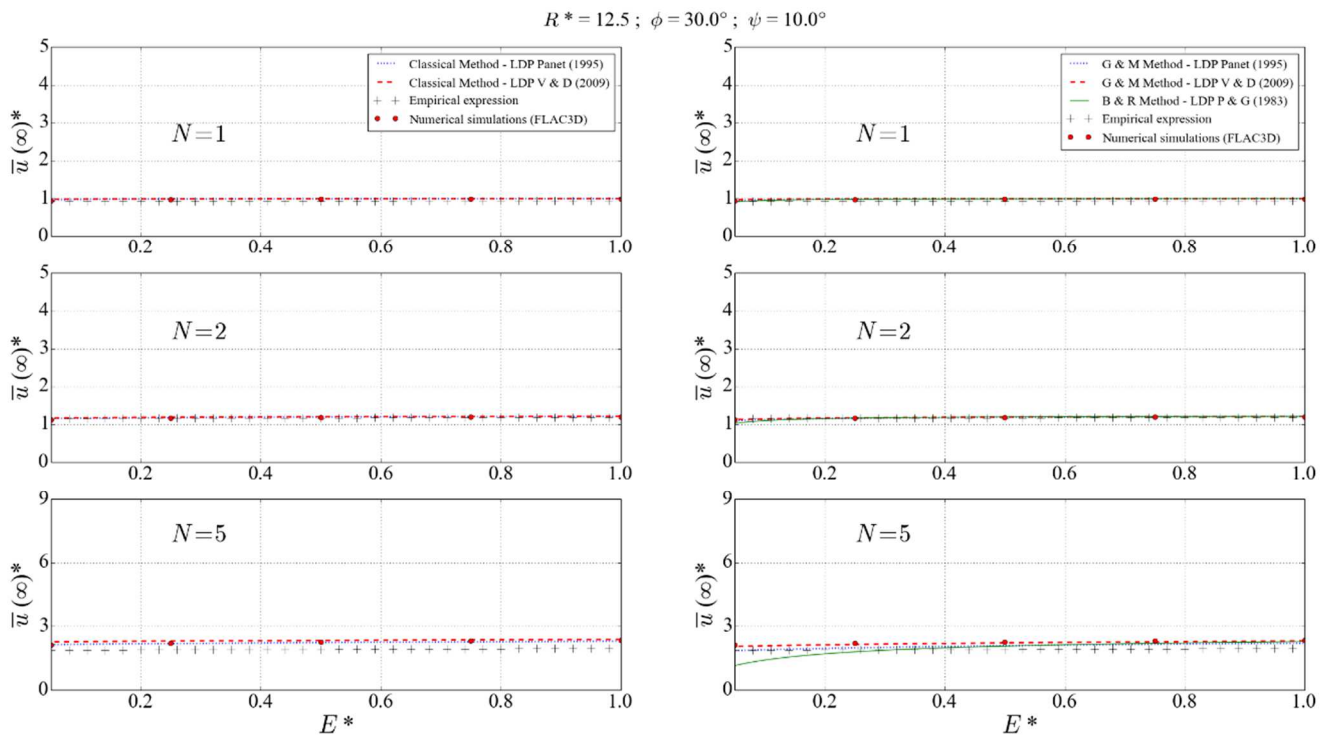 R* = 12.5 ; ϕ = 30.0° ; ψ = 10.0°
5
4
3
2
1
0
u̅(∞)*
N=1
Classical Method - LDP Panet (1995)
Classical Method - LDP V & D (2009)
Empirical expression
Numerical simulations (FLAC3D)
0.2 0.4 0.6 0.8 1.0
5
4
3
2
1
0
u̅(∞)*
N=1
G & M Method - LDP Panet (1995)
G & M Method - LDP V & D (2009)
B & R Method - LDP P & G (1983)
Empirical expression
Numerical simulations (FLAC3D)
0.2 0.4 0.6 0.8 1.0
5
4
3
2
1
0
u̅(∞)*
N=2
0.2 0.4 0.6 0.8 1.0
5
4
3
2
1
0
u̅(∞)*
N=2
0.2 0.4 0.6 0.8 1.0
9
6
3
0
u̅(∞)*
N=5
0.2 0.4 0.6 0.8 1.0
E*
9
6
3
0
u̅(∞)*
N=5
0.2 0.4 0.6 0.8 1.0
E*